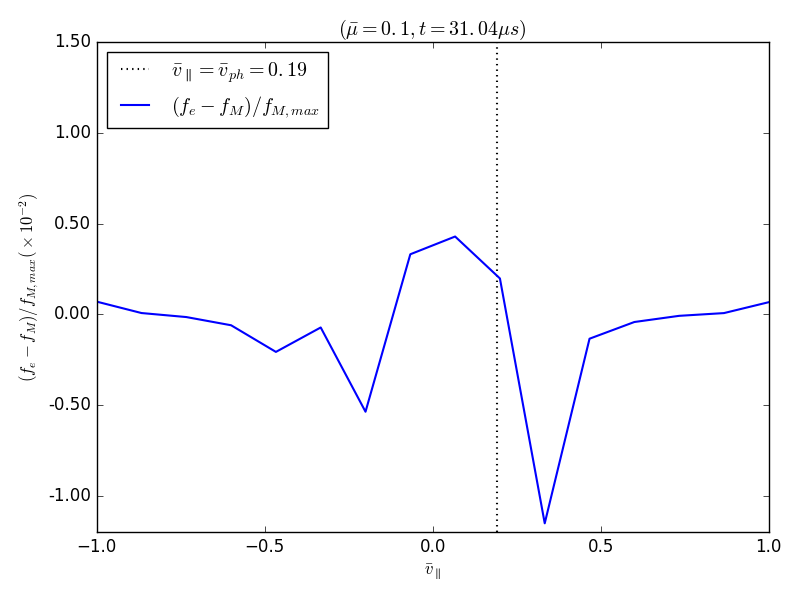 (μ̄ = 0.1, t = 31.04μs)
1.50
v̄∥ = v̄ph = 0.19
(fe − fM)/fM,max
1.00
0.50
0.00
-0.50
-1.00
(fe − fM)/fM,max(×10−2)
−1.0
−0.5
0.0
0.5
1.0
v̄∥